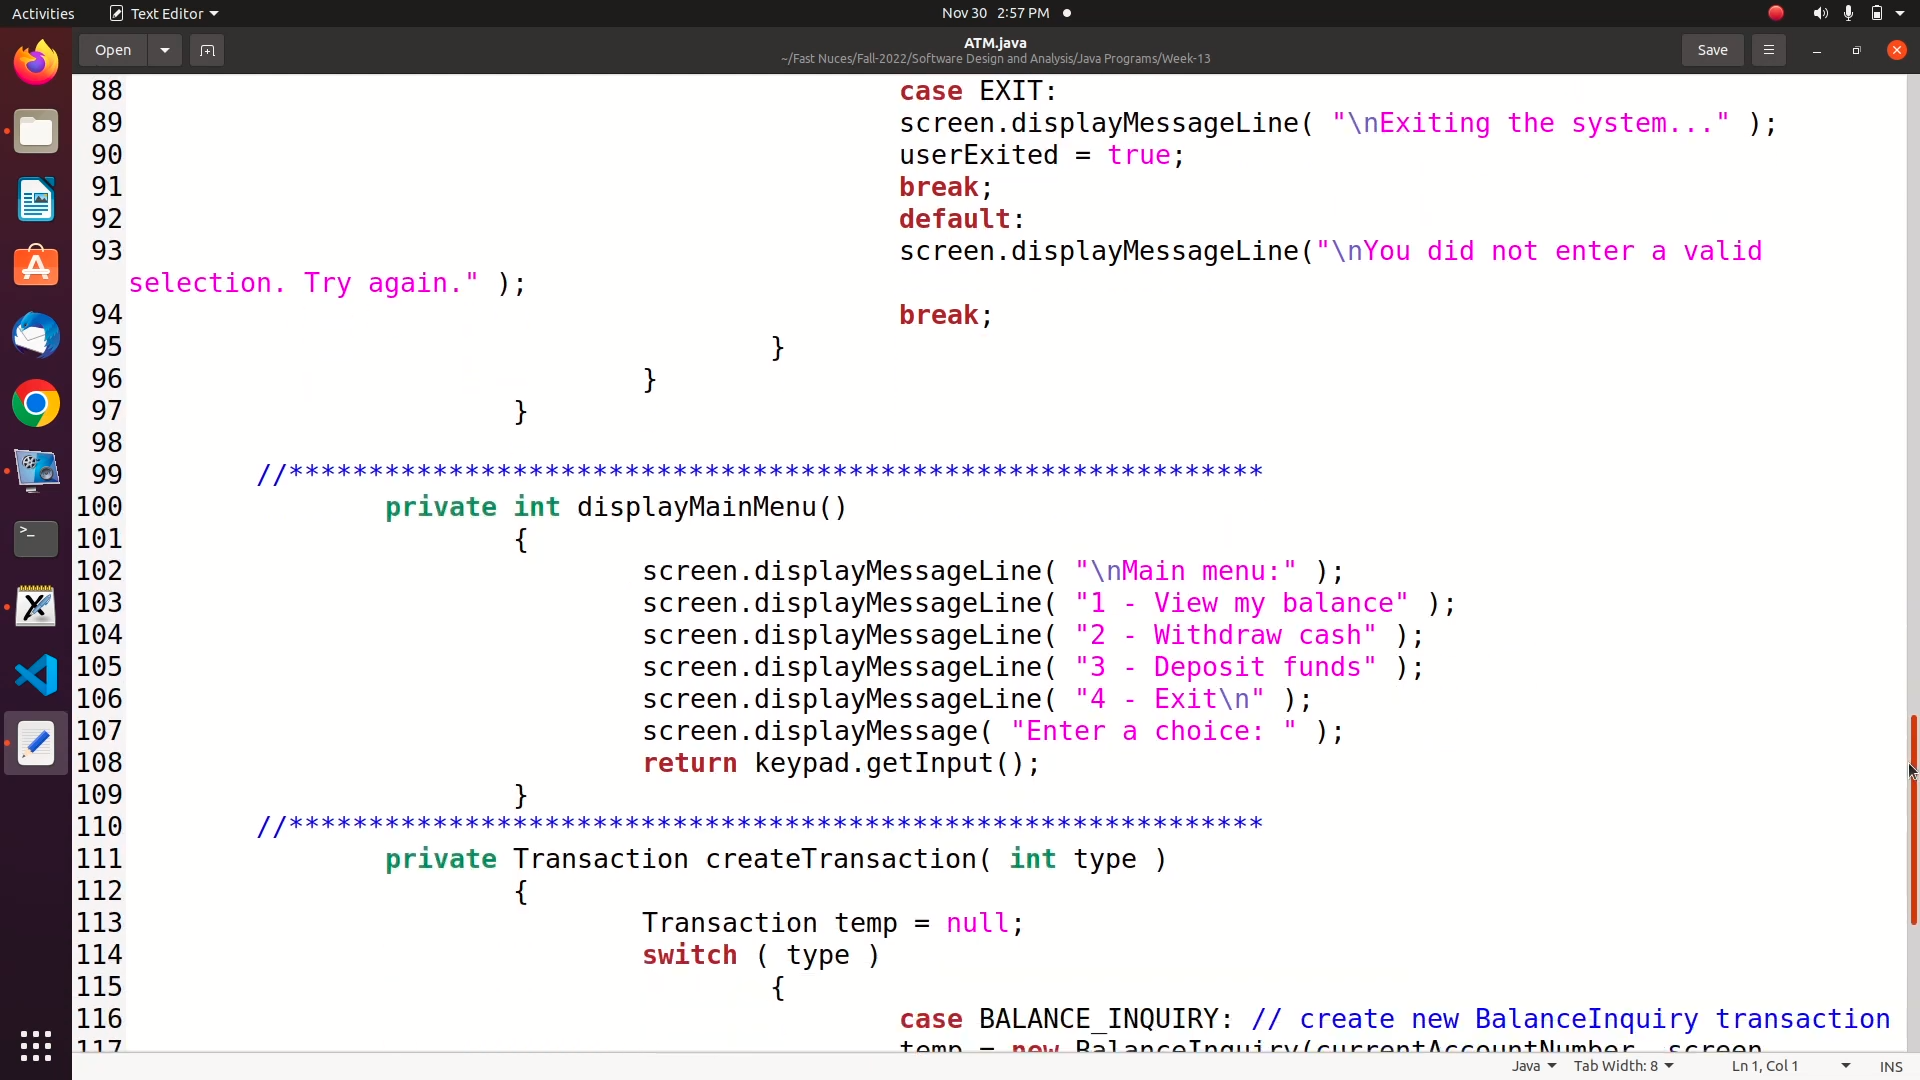 Activities
Text Editor
Nov 30 2:57 PM
Open
ATM.java
~/Fast Nuces/Fall-2022/Software Design and Analysis/Java Programs/Week-13
Save
88 case EXIT:
89 screen.displayMessageLine( "\nExiting the system..." );
90 userExited = true;
91 break;
92 default:
93 screen.displayMessageLine("\nYou did not enter a valid
selection. Try again." );
94 break;
95 }
96 }
97 }
98
99 //*************************************************************
100 private int displayMainMenu()
101 {
102 screen.displayMessageLine( "\nMain menu:" );
103 screen.displayMessageLine( "1 - View my balance" );
104 screen.displayMessageLine( "2 - Withdraw cash" );
105 screen.displayMessageLine( "3 - Deposit funds" );
106 screen.displayMessageLine( "4 - Exit\n" );
107 screen.displayMessage( "Enter a choice: " );
108 return keypad.getInput();
109 }
110 //*************************************************************
111 private Transaction createTransaction( int type )
112 {
113 Transaction temp = null;
114 switch ( type )
115 {
116 case BALANCE_INQUIRY: // create new BalanceInquiry transaction
117 temp = new BalanceInquiry(currentAccountNumber, screen,
Java
Tab Width: 8
Ln 1, Col 1
INS